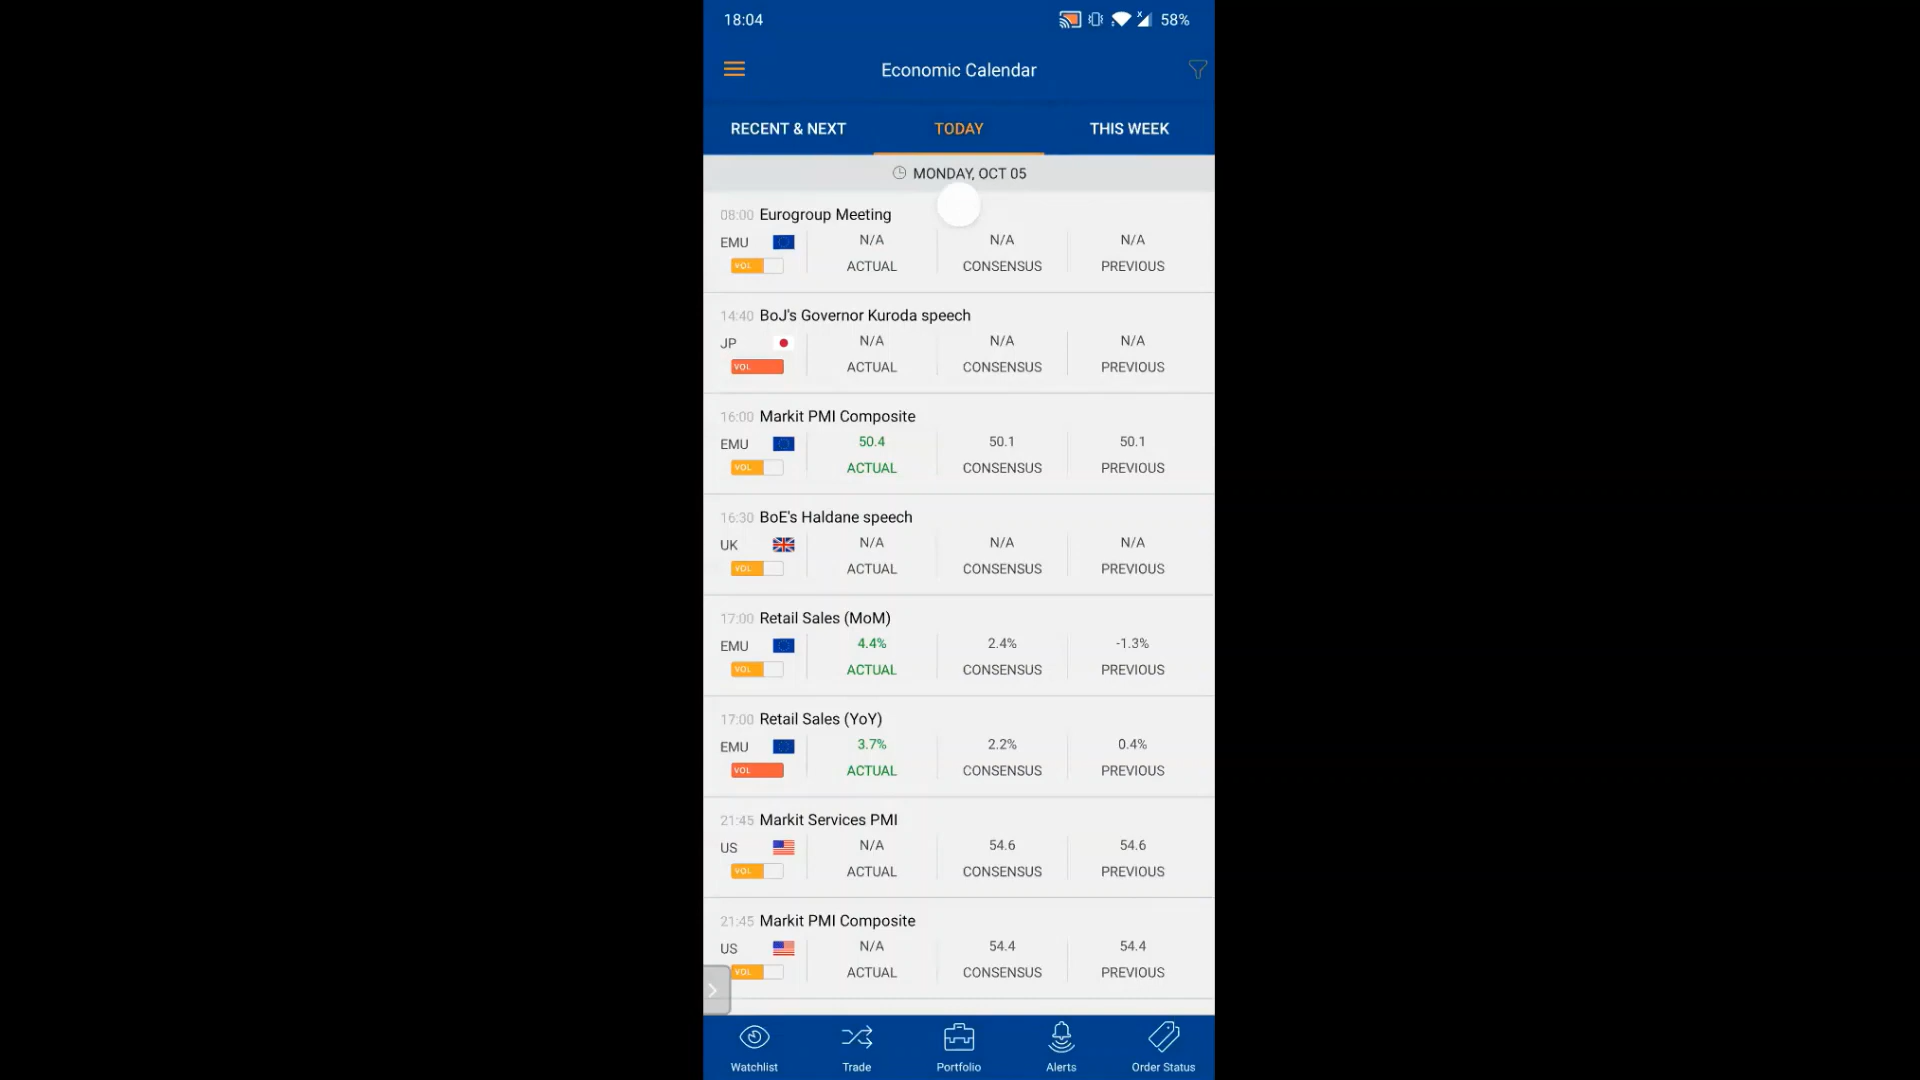 18:04 58%
Economic Calendar
RECENT & NEXT TODAY THIS WEEK
MONDAY, OCT 05
08:00 Eurogroup Meeting
EMU N/A N/A N/A
VOL ACTUAL CONSENSUS PREVIOUS
14:40 BoJ's Governor Kuroda speech
JP N/A N/A N/A
VOL ACTUAL CONSENSUS PREVIOUS
16:00 Markit PMI Composite
EMU 50.4 50.1 50.1
VOL ACTUAL CONSENSUS PREVIOUS
16:30 BoE's Haldane speech
UK N/A N/A N/A
VOL ACTUAL CONSENSUS PREVIOUS
17:00 Retail Sales (MoM)
EMU 4.4% 2.4% -1.3%
VOL ACTUAL CONSENSUS PREVIOUS
17:00 Retail Sales (YoY)
EMU 3.7% 2.2% 0.4%
VOL ACTUAL CONSENSUS PREVIOUS
21:45 Markit Services PMI
US N/A 54.6 54.6
VOL ACTUAL CONSENSUS PREVIOUS
21:45 Markit PMI Composite
US N/A 54.4 54.4
VOL ACTUAL CONSENSUS PREVIOUS
Watchlist Trade Portfolio Alerts Order Status